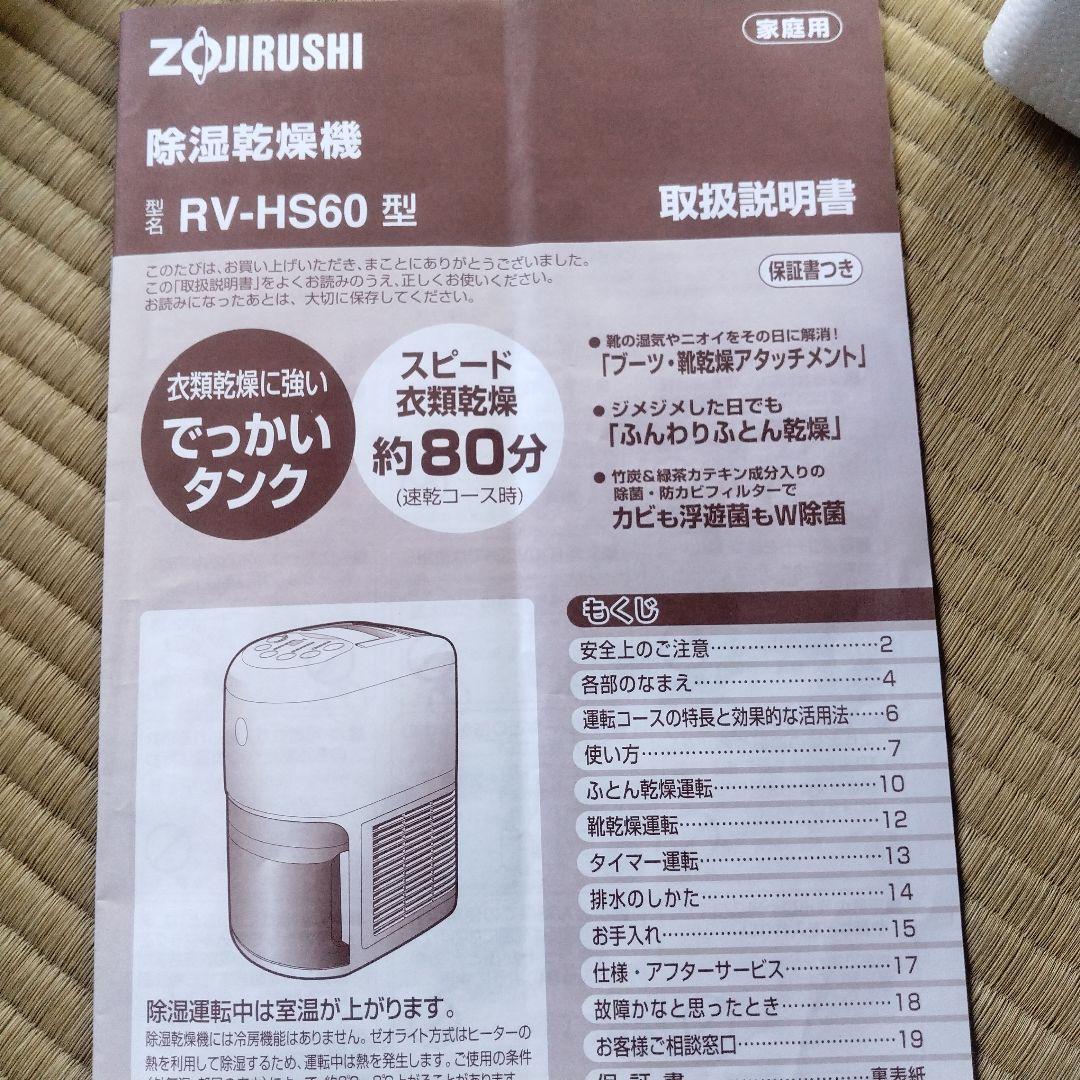 ZOJIRUSHI
家庭用
除湿乾燥機
型名 RV-HS60 型
取扱説明書
このたびは、お買い上げいただき、まことにありがとうございました。
この「取扱説明書」をよくお読みのうえ、正しくお使いください。
お読みになったあとは、大切に保存してください。
保証書つき
衣類乾燥に強い
でっかい
タンク
スピード
衣類乾燥
約80分
(速乾コース時)
●靴の湿気やニオイをその日に解消!
「ブーツ・靴乾燥アタッチメント」
●ジメジメした日でも
「ふんわりふとん乾燥」
●竹炭&緑茶カテキン成分入りの
除菌・防カビフィルターで
カビも浮遊菌もW除菌
もくじ
安全上のご注意……………………2
各部のなまえ……………………4
運転コースの特長と効果的な活用法……6
使い方……………………7
ふとん乾燥運転……………………10
靴乾燥運転……………………12
タイマー運転……………………13
排水のしかた……………………14
お手入れ……………………15
仕様・アフターサービス……………17
故障かなと思ったとき……………18
お客様ご相談窓口……………………19
保証書……………………裏表紙
除湿運転中は室温が上がります。
除湿乾燥機には冷房機能はありません。ゼオライト方式はヒーターの
熱を利用して除湿するため、運転中は熱を発生します。ご使用の条件